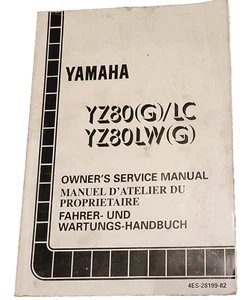 YAMAHA
YZ80(G)/LC
YZ80LW(G)
OWNER'S SERVICE MANUAL
MANUEL D'ATELIER DU
PROPRIETAIRE
FAHRER- UND
WARTUNGS-HANDBUCH
4ES-28199-82